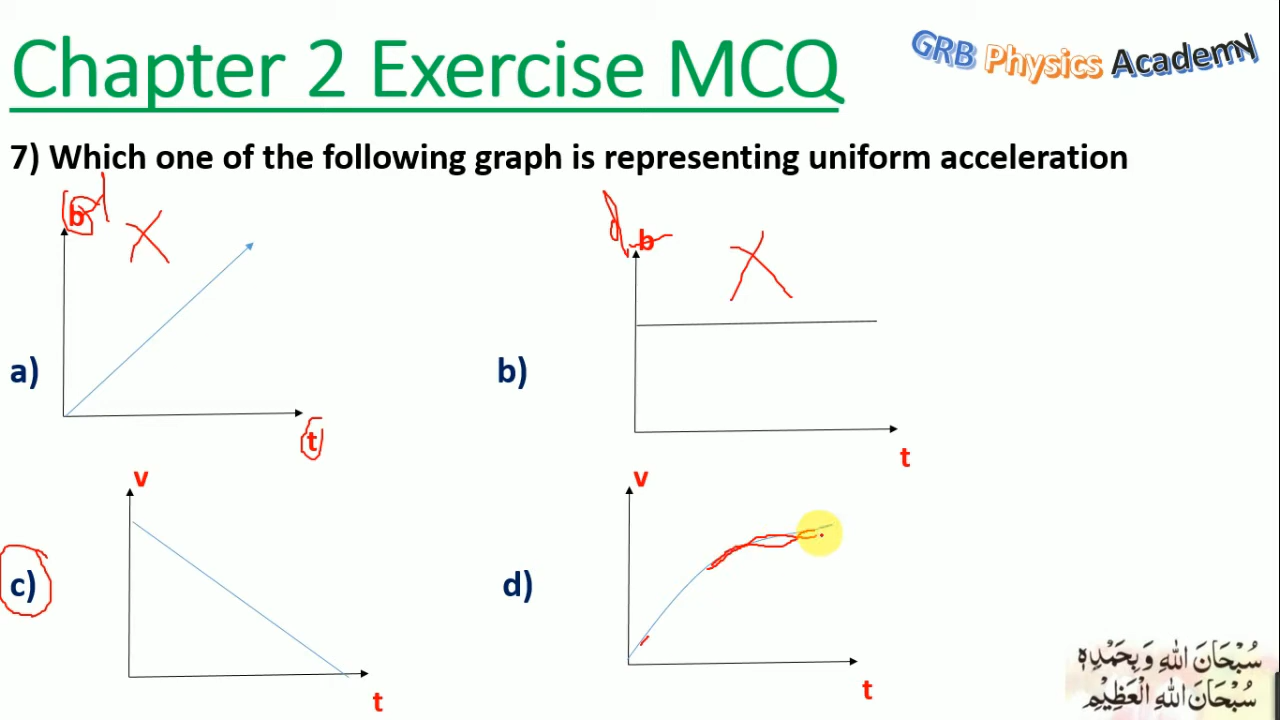 Chapter 2 Exercise MCQ
GRB Physics Academy
7) Which one of the following graph is representing uniform acceleration
b d
b
a)
t
b)
t
v
v
c)
d)
t
t
سُبْحَانَ اللهِ وَبِحَمْدِهٖ
سُبْحَانَ اللهِ الْعَظِيْمِ